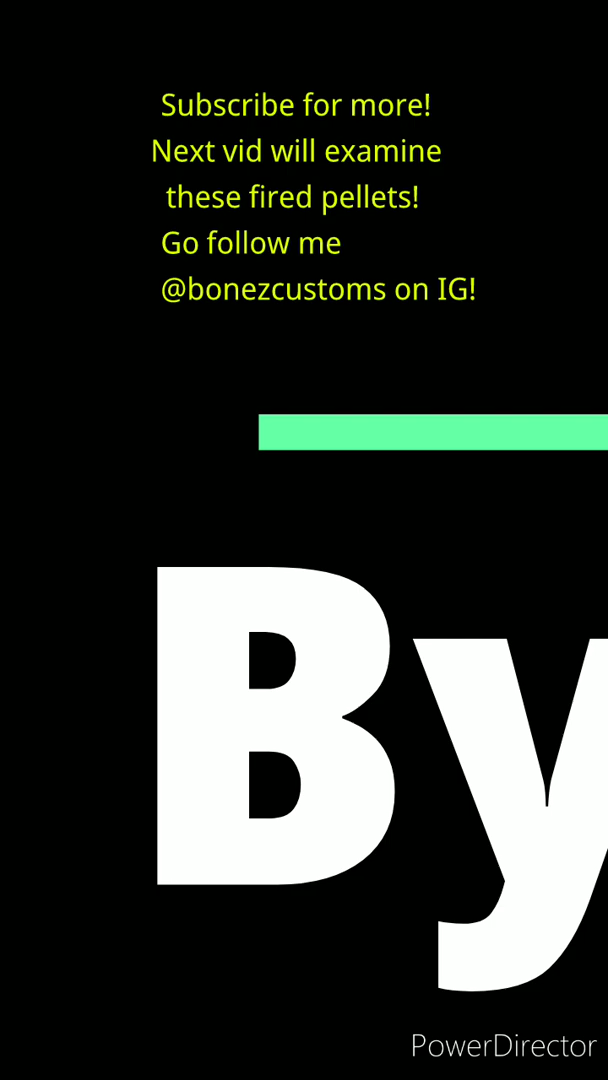 Subscribe for more!
Next vid will examine
these fired pellets!
Go follow me
@bonezcustoms on IG!
By
PowerDirector